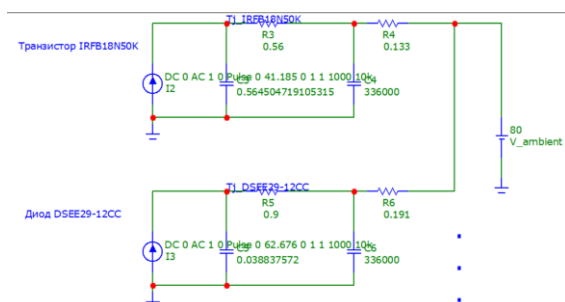 Tj_IRFB18N50K
R3
0.56
R4
0.133
Транзистор IRFB18N50K
DC 0 AC 1 0 Pulse 0 41.185 0 1 1 1000 10k
I2
C3
0.564504719105315
C4
336000
80
V_ambient
Tj_DSEE29-12CC
R5
0.9
R6
0.191
Диод DSEE29-12CC
DC 0 AC 1 0 Pulse 0 62.676 0 1 1 1000 10k
I3
C5
0.038837572
C6
336000